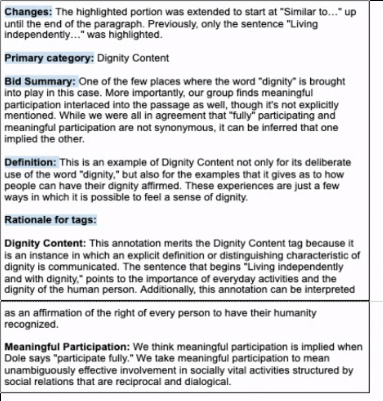 Changes: The highlighted portion was extended to start at "Similar to…" up
until the end of the paragraph. Previously, only the sentence "Living
independently…" was highlighted.
Primary category: Dignity Content
Bid Summary: One of the few places where the word "dignity" is brought
into play in this case. More importantly, our group finds meaningful
participation interlaced into the passage as well, though it's not explicitly
mentioned. While we were all in agreement that "fully" participating and
meaningful participation are not synonymous, it can be inferred that one
implied the other.
Definition: This is an example of Dignity Content not only for its deliberate
use of the word "dignity," but also for the examples that it gives as to how
people can have their dignity affirmed. These experiences are just a few
ways in which it is possible to feel a sense of dignity.
Rationale for tags:
Dignity Content: This annotation merits the Dignity Content tag because it
is an instance in which an explicit definition or distinguishing characteristic of
dignity is communicated. The sentence that begins "Living independently
and with dignity," points to the importance of everyday activities and the
dignity of the human person. Additionally, this annotation can be interpreted
as an affirmation of the right of every person to have their humanity
recognized.
Meaningful Participation: We think meaningful participation is implied when
Dole says "participate fully." We take meaningful participation to mean
unambiguously effective involvement in socially vital activities structured by
social relations that are reciprocal and dialogical.